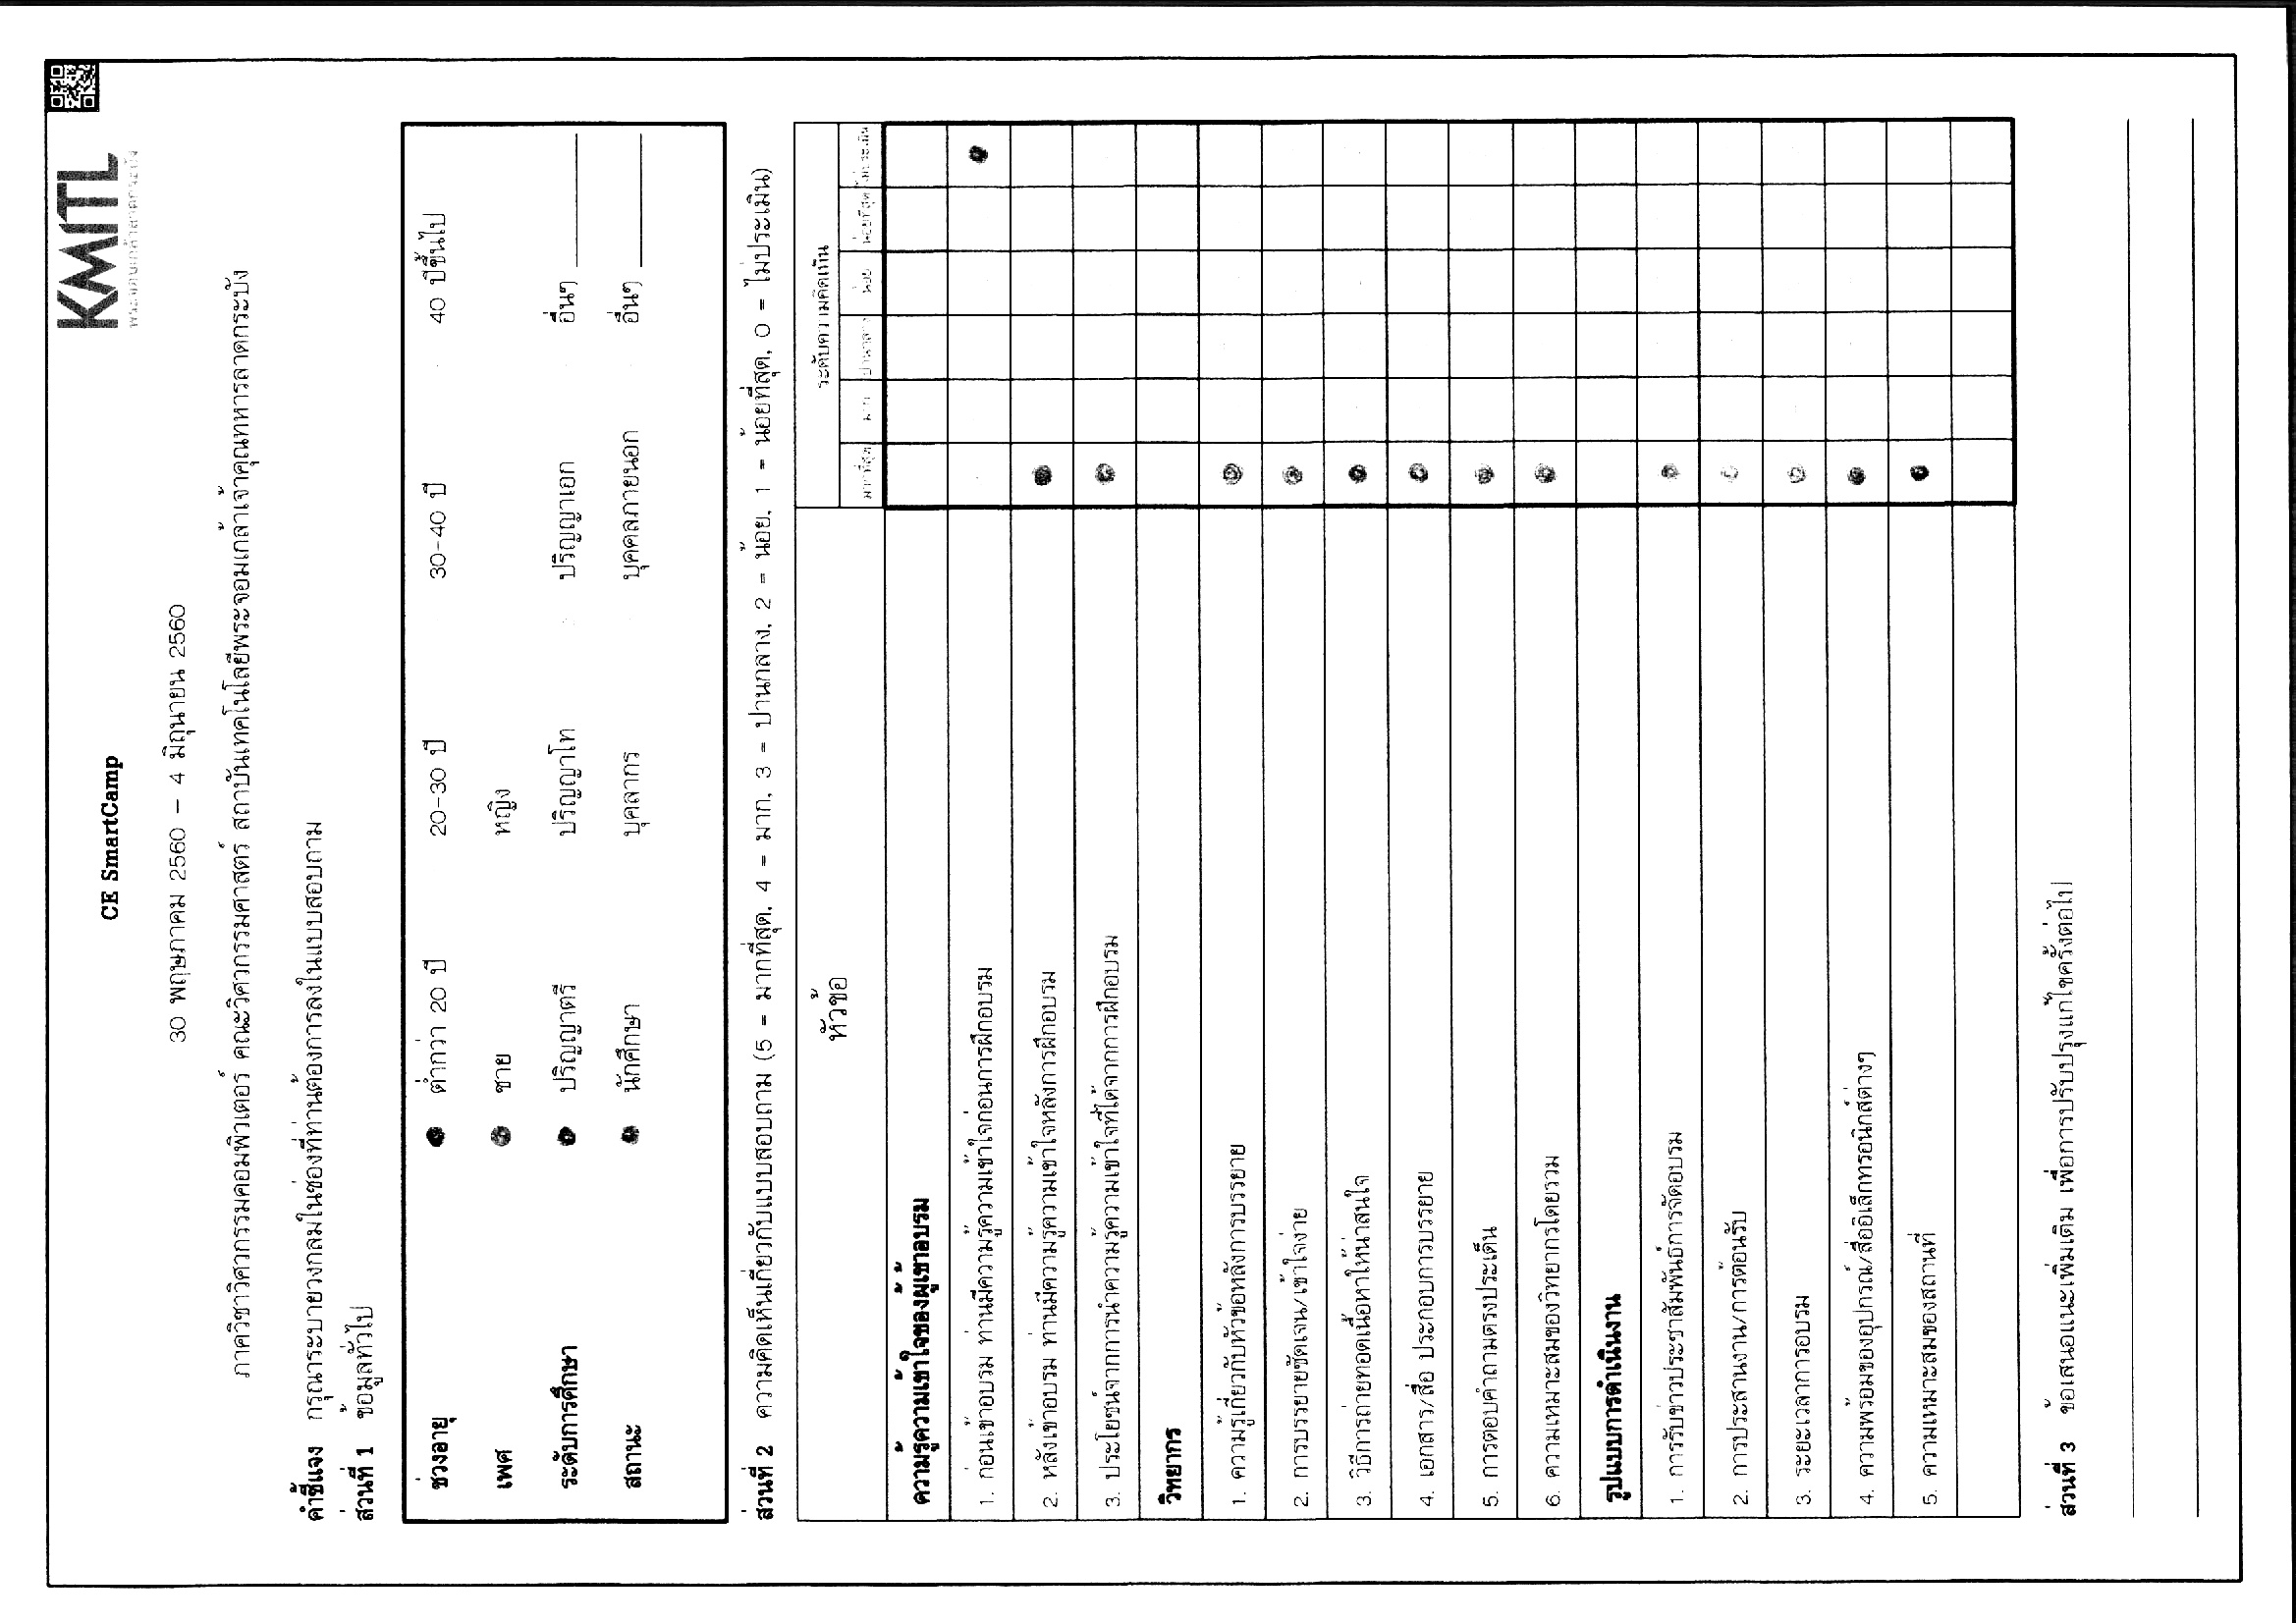 KMITL
CE SmartCamp
30 พฤษภาคม 2560 - 4 มิถุนายน 2560
ภาควิชาวิศวกรรมคอมพิวเตอร์ คณะวิศวกรรมศาสตร์ สถาบันเทคโนโลยีพระจอมเกล้าเจ้าคุณทหารลาดกระบัง
คำชี้แจง กรุณาระบายวงกลมในช่องที่ท่านต้องการลงในแบบสอบถาม
ส่วนที่ 1 ข้อมูลทั่วไป
ช่วงอายุ ต่ำกว่า 20 ปี 20-30 ปี 30-40 ปี 40 ปีขึ้นไป
เพศ ชาย หญิง
ระดับการศึกษา ปริญญาตรี ปริญญาโท ปริญญาเอก อื่นๆ
สถานะ นักศึกษา บุคลากร บุคคลภายนอก อื่นๆ
ส่วนที่ 2 ความคิดเห็นเกี่ยวกับแบบสอบถาม (5 = มากที่สุด, 4 = มาก, 3 = ปานกลาง, 2 = น้อย, 1 = น้อยที่สุด, 0 = ไม่ประเมิน)
หัวข้อ ระดับความคิดเห็น
มากที่สุด มาก ปานกลาง น้อย น้อยที่สุด ไม่ประเมิน
ความรู้ความเข้าใจของผู้เข้าอบรม
1. ก่อนเข้าอบรม ท่านมีความรู้ความเข้าใจก่อนการฝึกอบรม
2. หลังเข้าอบรม ท่านมีความรู้ความเข้าใจหลังการฝึกอบรม
3. ประโยชน์จากการนำความรู้ความเข้าใจที่ได้จากการฝึกอบรม
วิทยากร
1. ความรู้เกี่ยวกับหัวข้อหลังการบรรยาย
2. การบรรยายชัดเจน/เข้าใจง่าย
3. วิธีการถ่ายทอดเนื้อหาให้น่าสนใจ
4. เอกสาร/สื่อ ประกอบการบรรยาย
5. การตอบคำถามตรงประเด็น
6. ความเหมาะสมของวิทยากรโดยรวม
รูปแบบการดำเนินงาน
1. การรับข่าวประชาสัมพันธ์การจัดอบรม
2. การประสานงาน/การต้อนรับ
3. ระยะเวลาการอบรม
4. ความพร้อมของอุปกรณ์/สื่ออิเล็กทรอนิกส์ต่างๆ
5. ความเหมาะสมของสถานที่
ส่วนที่ 3 ข้อเสนอแนะเพิ่มเติม เพื่อการปรับปรุงแก้ไขครั้งต่อไป